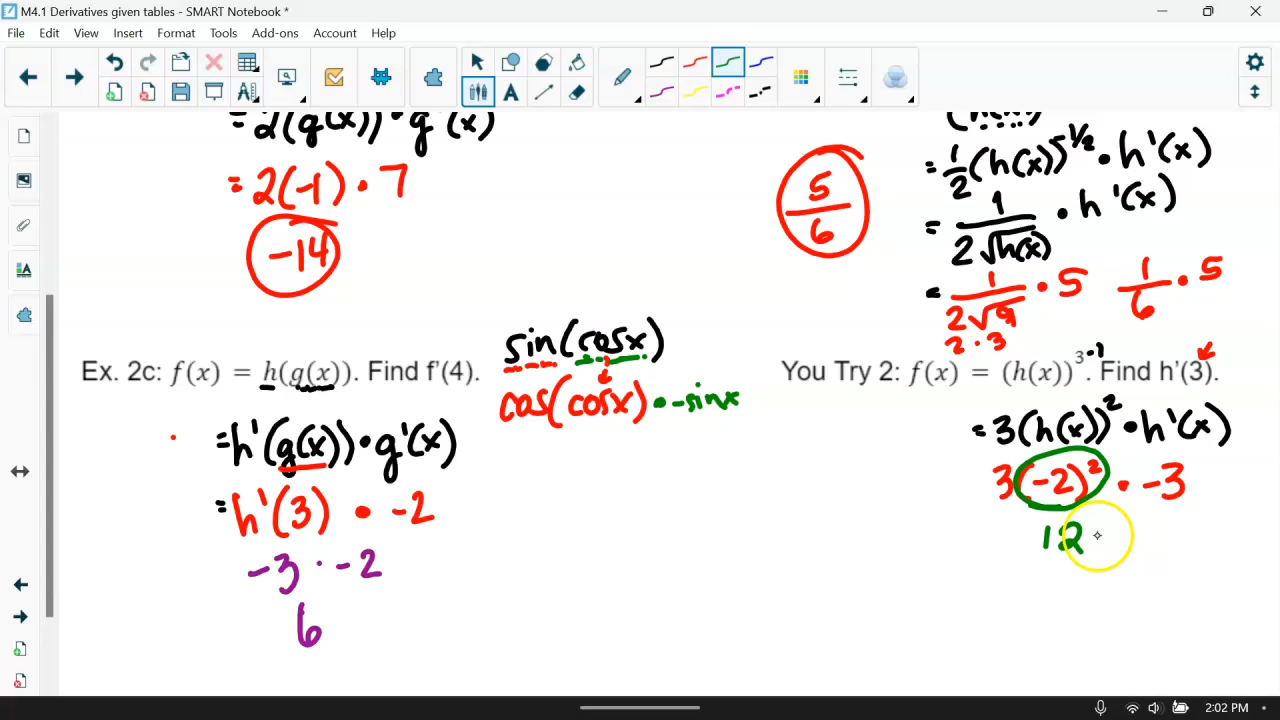 M4.1 Derivatives given tables - SMART Notebook *
File Edit View Insert Format Tools Add-ons Account Help
= 2(g(x)) • g'(x)
= 2(-1) • 7
-14
5/6
(h(x))
= 1/2 (h(x))^-1/2 • h'(x)
= 1/(2√h(x)) • h'(x)
= 1/(2√9) • 5 1/6 • 5
2 • 3
sin(cosx)
cos(cosx) • -sinx
Ex. 2c: f(x) = h(g(x)). Find f'(4).
= h'(g(x)) • g'(x)
= h'(3) • -2
-3 · -2
6
You Try 2: f(x) = (h(x))^3 -1. Find h'(3).
= 3(h(x))^2 • h'(x)
3(-2)^2 • -3
12
2:02 PM